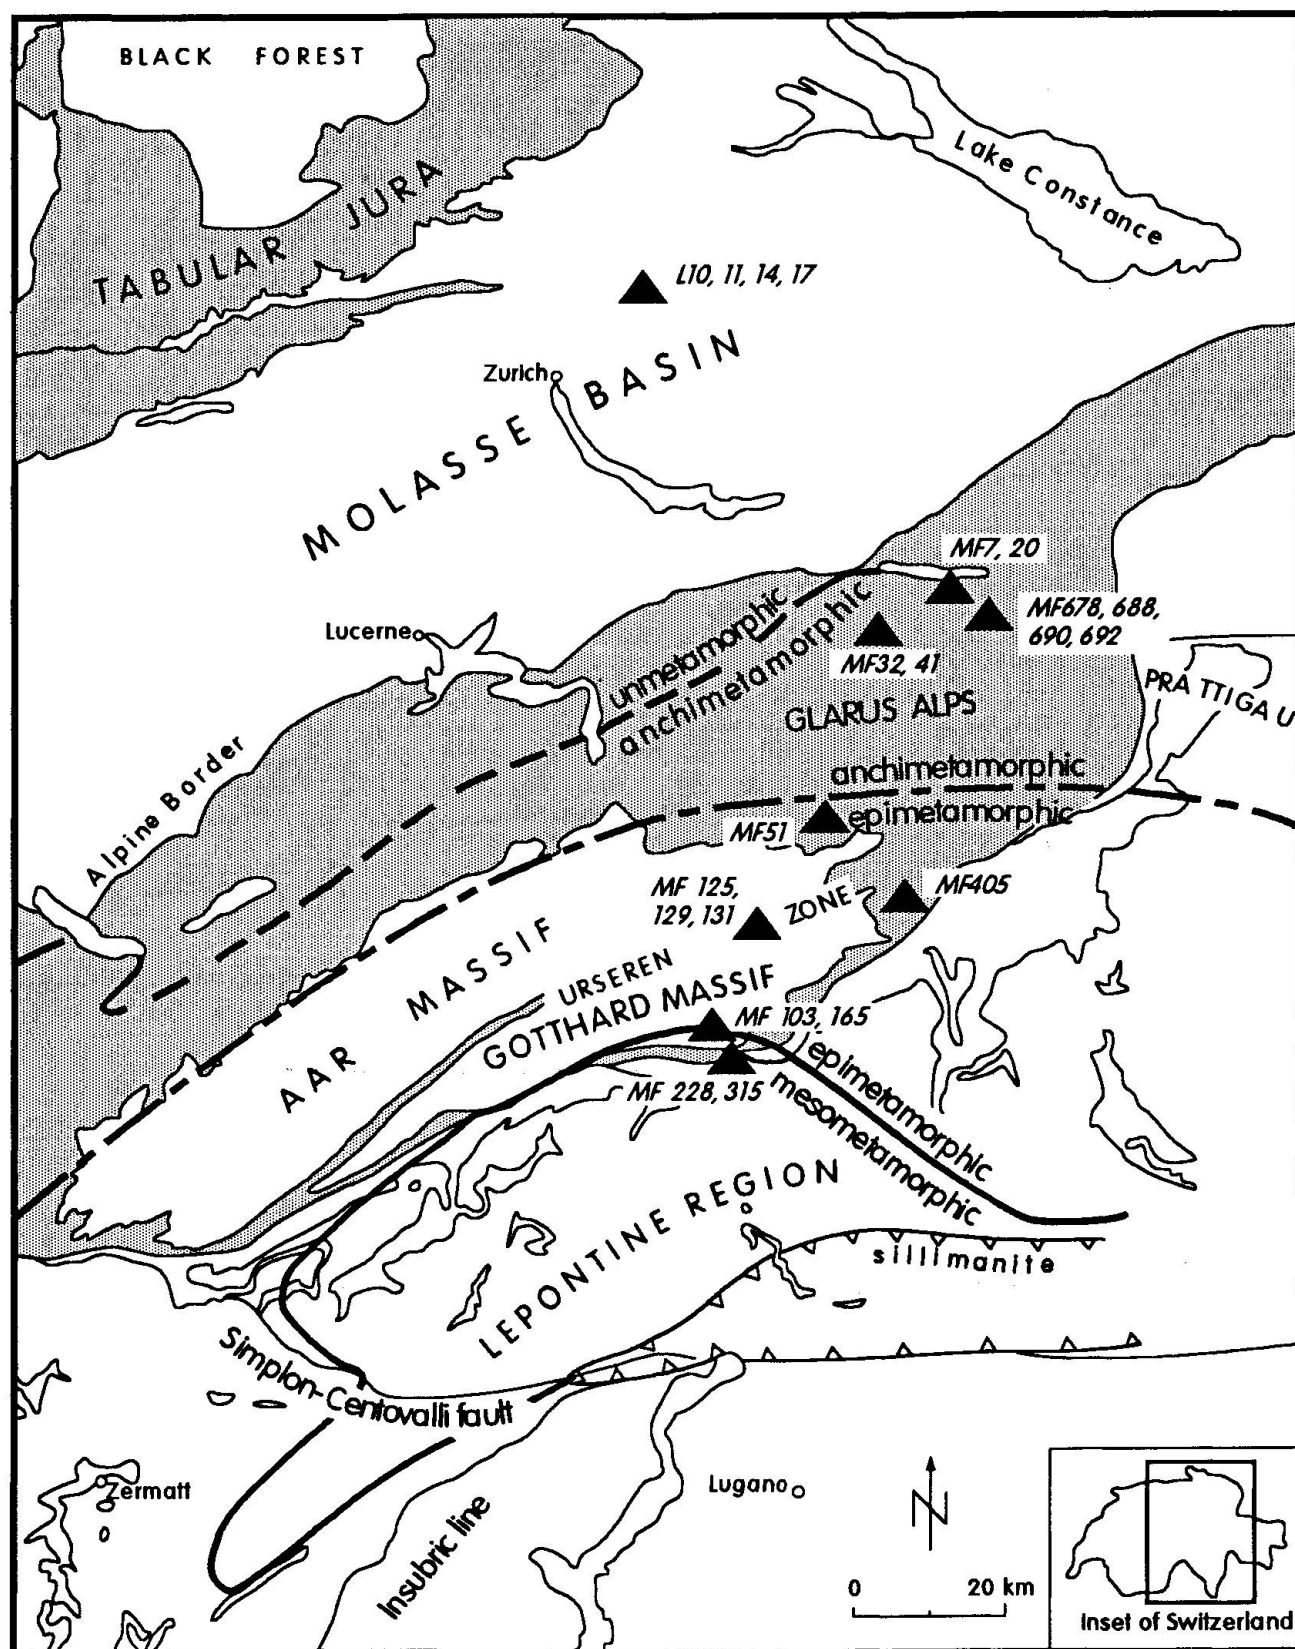 BLACK FOREST
Lake Constance
TABULAR JURA
L10, 11, 14, 17
Zurich
MOLASSE BASIN
MF7, 20
MF678, 688,
690, 692
Lucerne
unmetamorphic
anchimetamorphic
MF32, 41
PRÄTTIGAU
GLARUS ALPS
Alpine Border
anchimetamorphic
epimetamorphic
MF51
MF 125,
129, 131
ZONE
MF405
AAR MASSIF
URSEREN
GOTTHARD MASSIF
MF 103, 165
epimetamorphic
mesometamorphic
MF 228, 315
LEPONTINE REGION
sillimanite
Simplon-Centovalli fault
Zermatt
Insubric line
Lugano
N
0 20 km
Inset of Switzerland